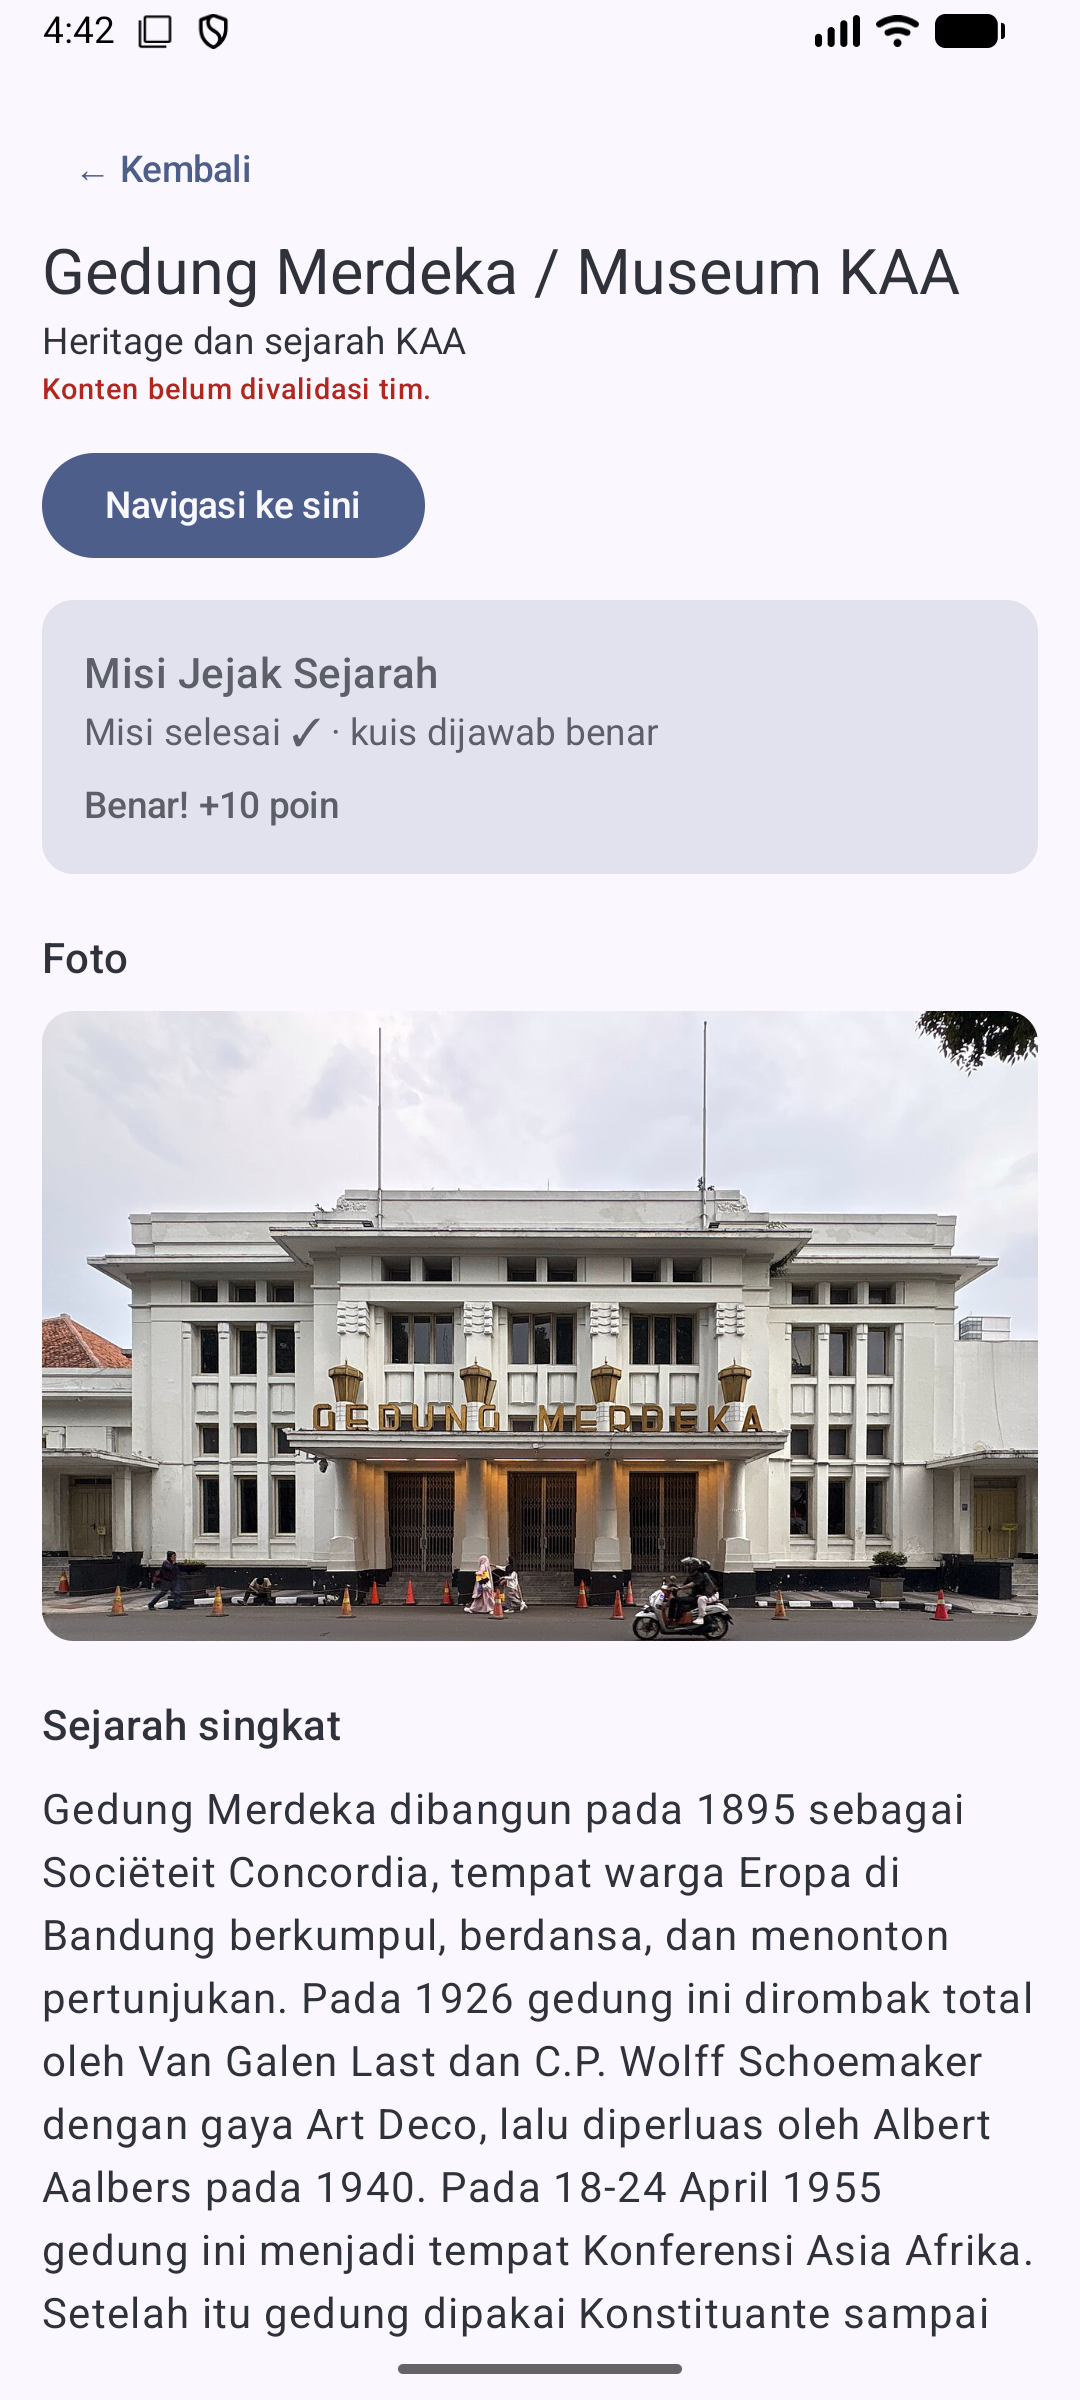 4:42
← Kembali
Gedung Merdeka / Museum KAA
Heritage dan sejarah KAA
Konten belum divalidasi tim.
Navigasi ke sini
Misi Jejak Sejarah
Misi selesai ✓ · kuis dijawab benar
Benar! +10 poin
Foto
GEDUNG MERDEKA
Sejarah singkat
Gedung Merdeka dibangun pada 1895 sebagai
Sociëteit Concordia, tempat warga Eropa di
Bandung berkumpul, berdansa, dan menonton
pertunjukan. Pada 1926 gedung ini dirombak total
oleh Van Galen Last dan C.P. Wolff Schoemaker
dengan gaya Art Deco, lalu diperluas oleh Albert
Aalbers pada 1940. Pada 18-24 April 1955
gedung ini menjadi tempat Konferensi Asia Afrika.
Setelah itu gedung dipakai Konstituante sampai